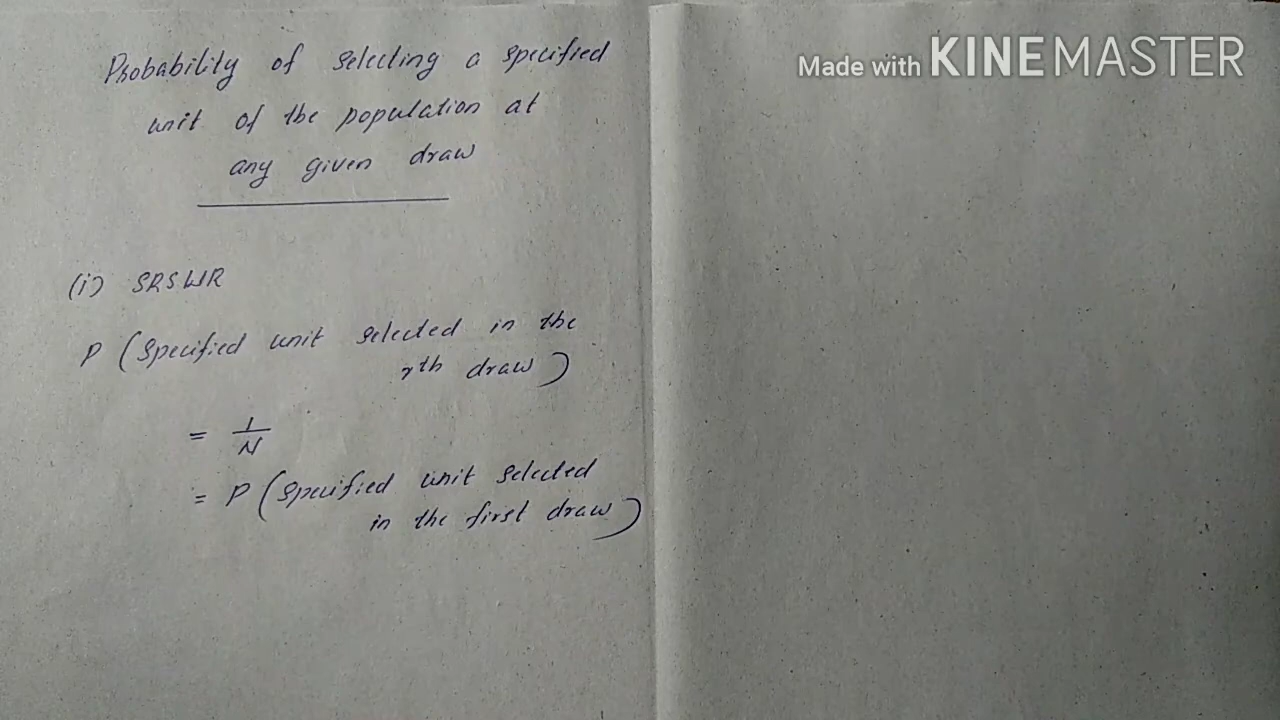 Probability of selecting a specified
unit of the population at
any given draw
(i) SRSWR
P (specified unit selected in the
rth draw)
= 1/N
= P (specified unit selected
in the first draw)
Made with KINEMASTER